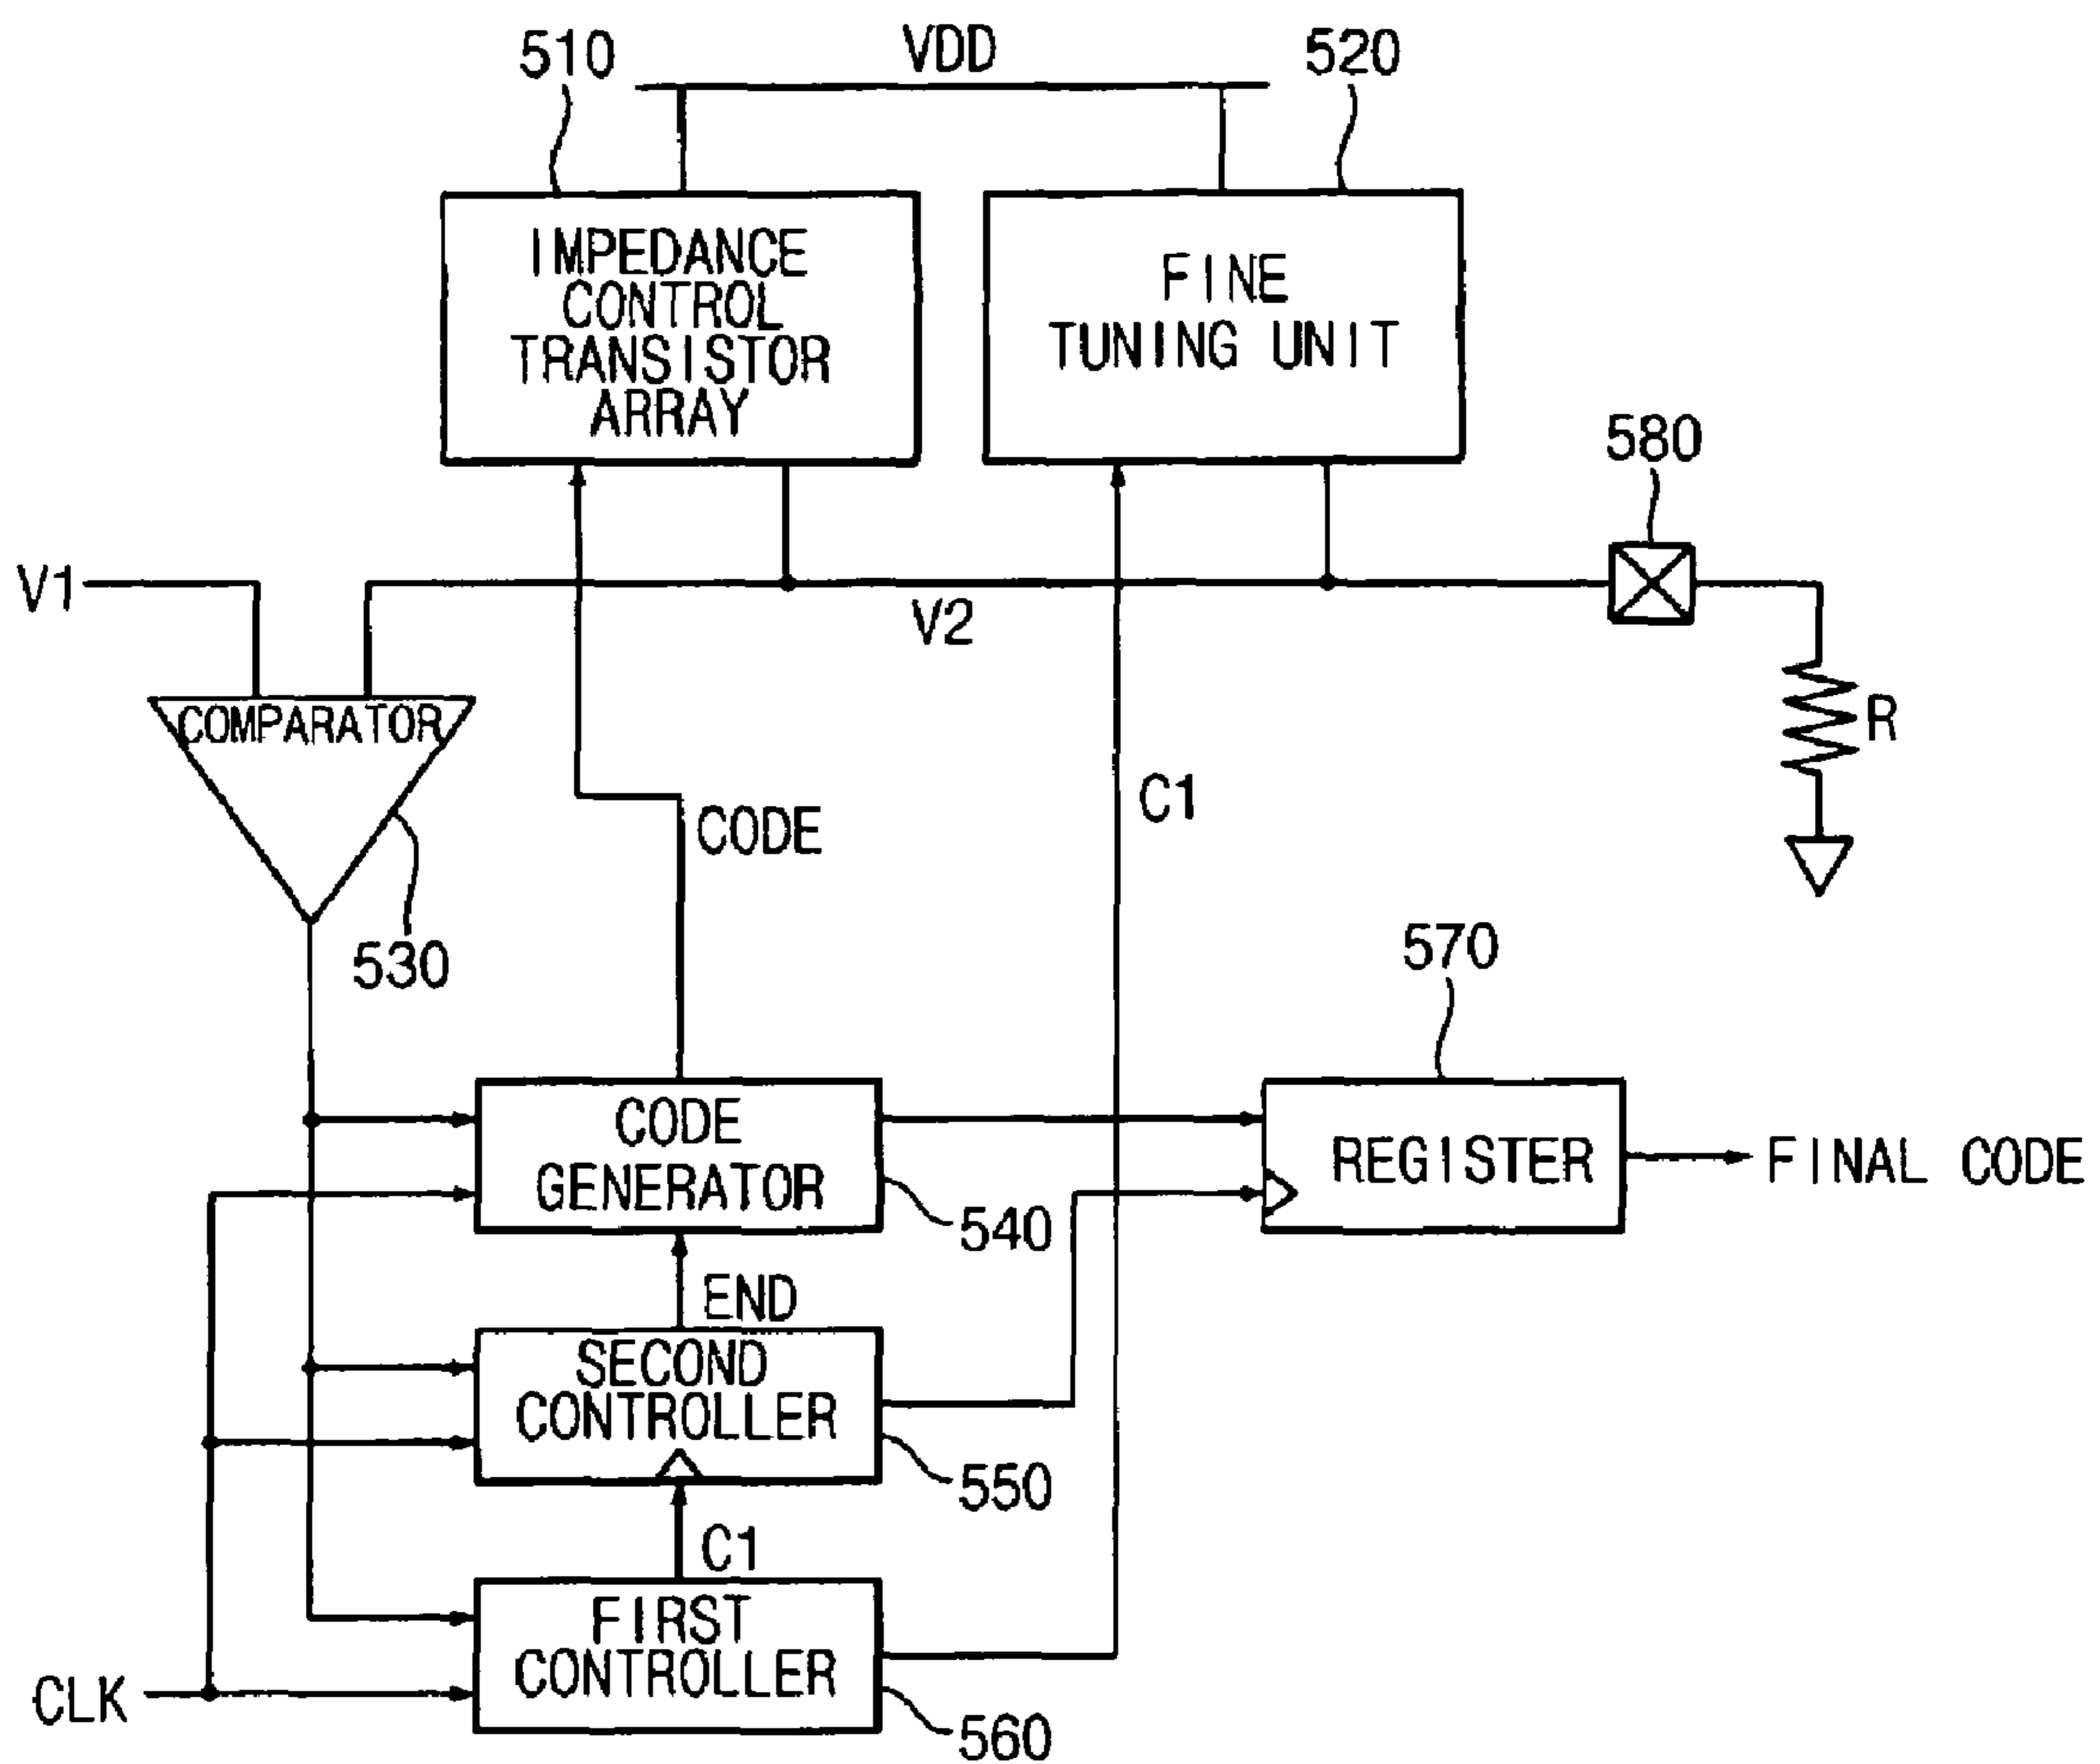 510
VDD
520
IMPEDANCE
CONTROL
TRANSISTOR
ARRAY
FINE
TUNING UNIT
580
V1
V2
COMPARATOR
R
C1
CODE
530
570
CODE
GENERATOR
REGISTER
FINAL CODE
540
END
SECOND
CONTROLLER
550
C1
FIRST
CONTROLLER
CLK
560